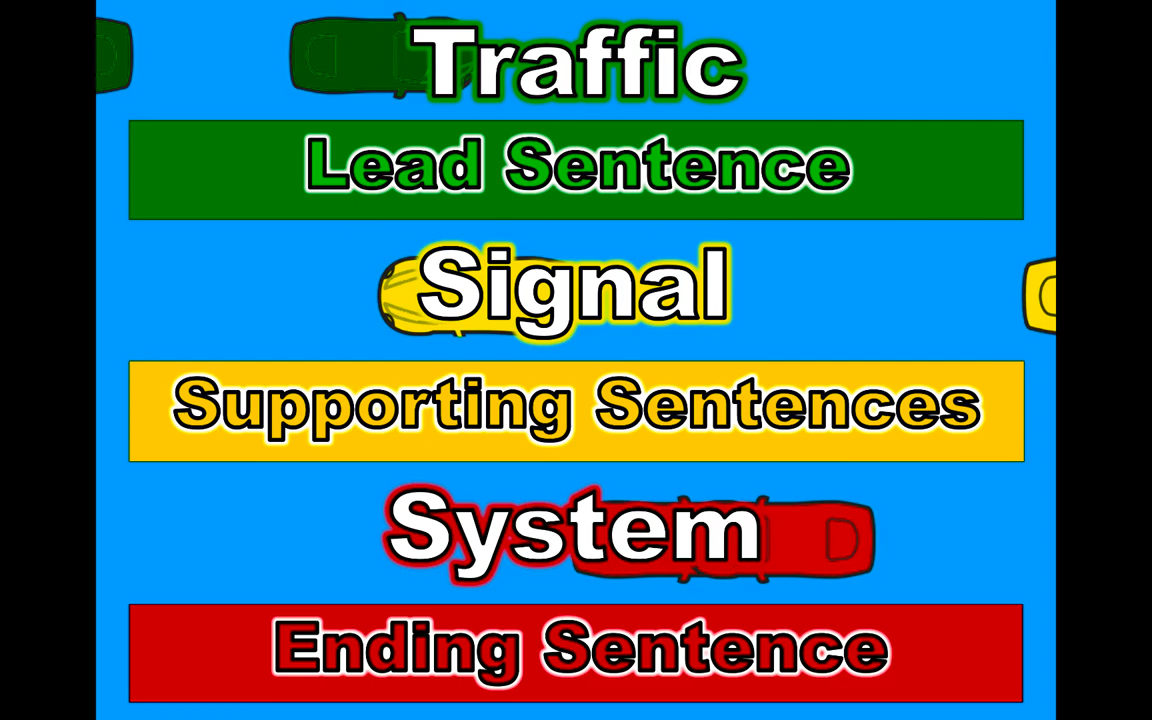 Traffic
Lead Sentence
Signal
Supporting Sentences
System
Ending Sentence